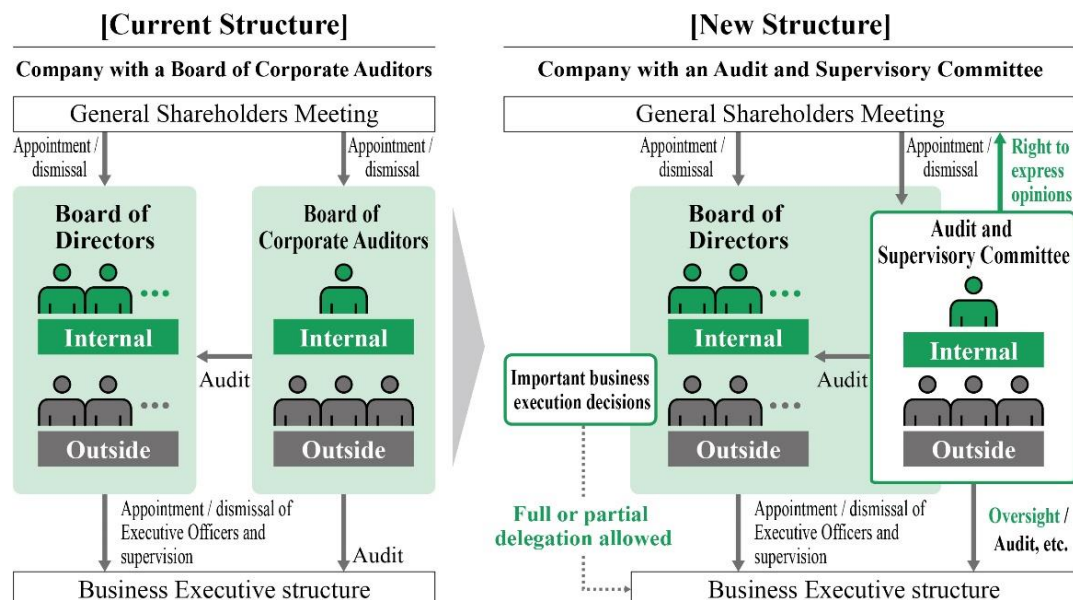 [Current Structure]
Company with a Board of Corporate Auditors
General Shareholders Meeting
Appointment /
dismissal
Appointment /
dismissal
Board of
Directors
Internal
Outside
Board of
Corporate Auditors
Internal
Outside
Audit
Appointment / dismissal of
Executive Officers and
supervision
Audit
Business Executive structure
[New Structure]
Company with an Audit and Supervisory Committee
General Shareholders Meeting
Appointment /
dismissal
Appointment /
dismissal
Right to
express
opinions
Board of
Directors
Internal
Outside
Audit and
Supervisory Committee
Internal
Outside
Audit
Important business
execution decisions
Full or partial
delegation allowed
Appointment / dismissal of
Executive Officers and
supervision
Oversight /
Audit, etc.
Business Executive structure